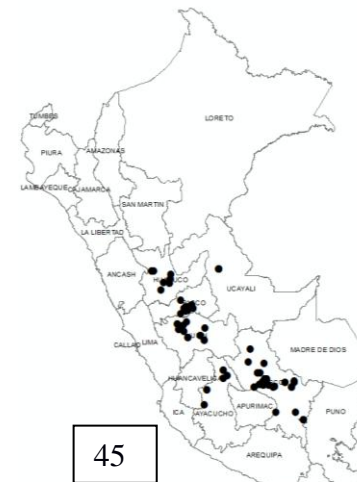 LORETO
TUMBES
PIURA
AMAZONAS
LAMBAYEQUE
CAJAMARCA
SAN MARTIN
LA LIBERTAD
ANCASH
UCAYALI
LIMA
CALLAO
MADRE DE DIOS
HUANCAVELICA
ICA
AYACUCHO
APURIMAC
PUNO
AREQUIPA
45